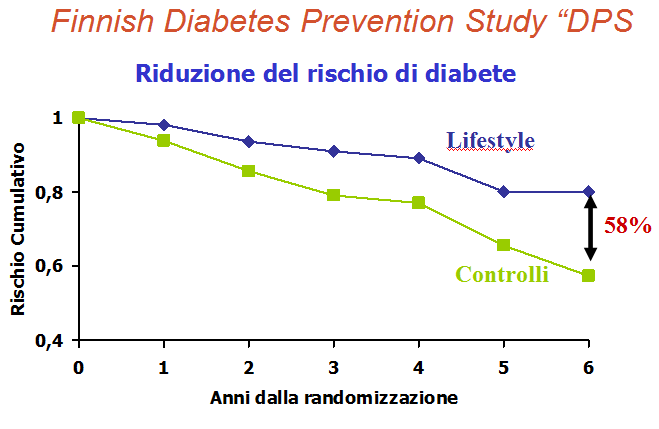 Finnish Diabetes Prevention Study “DPS
Riduzione del rischio di diabete
1
0,8
0,6
0,4
Rischio Cumulativo
Lifestyle
58%
Controlli
0 1 2 3 4 5 6
Anni dalla randomizzazione